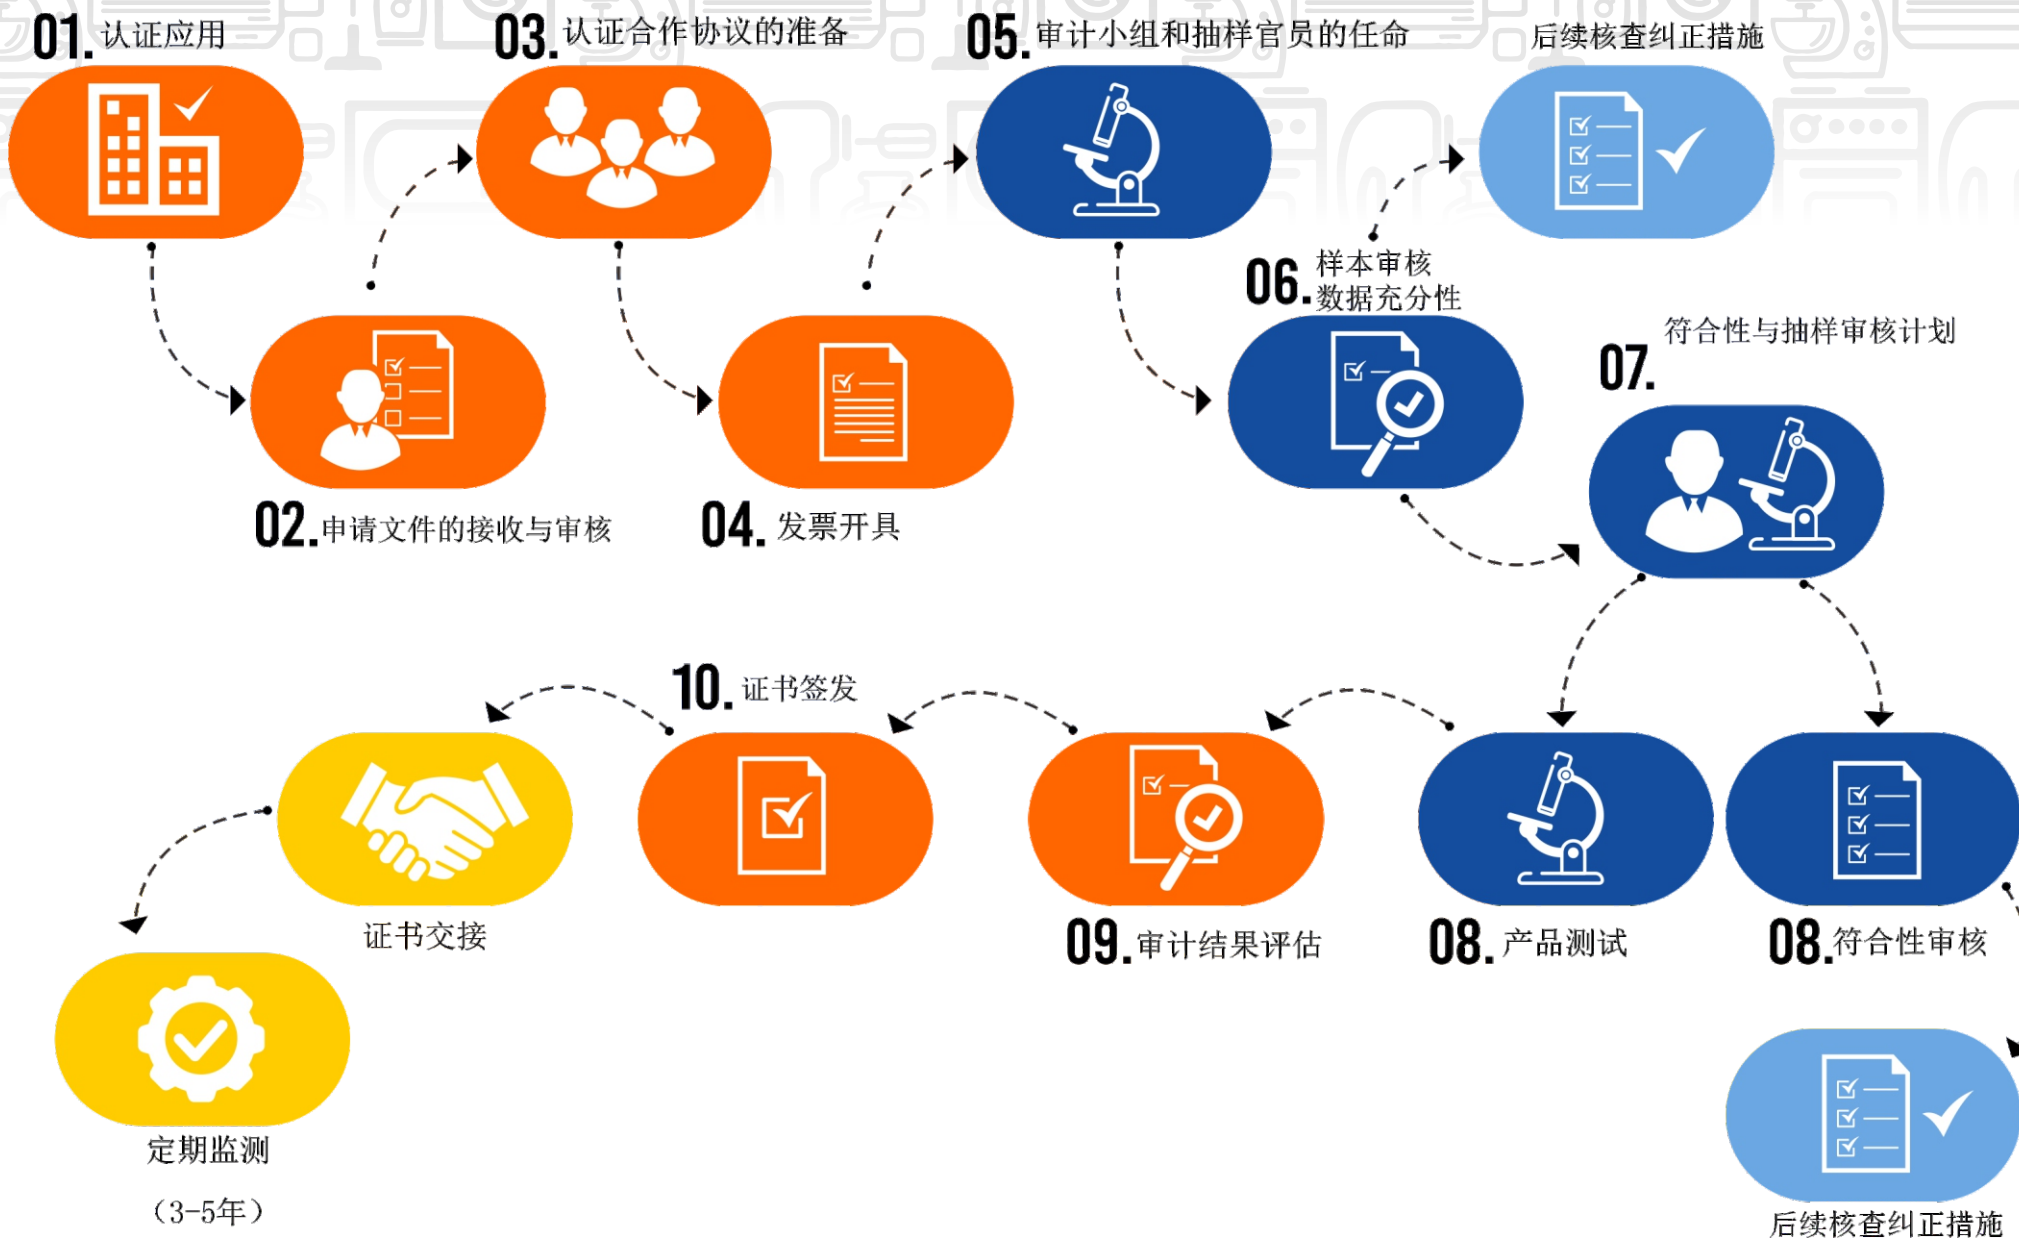 01. 认证应用
03. 认证合作协议的准备
05. 审计小组和抽样官员的任命
后续核查纠正措施
06. 样本审核
数据充分性
07. 符合性与抽样审核计划
02. 申请文件的接收与审核
04. 发票开具
10. 证书签发
证书交接
09. 审计结果评估
08. 产品测试
08. 符合性审核
定期监测
（3-5年）
后续核查纠正措施